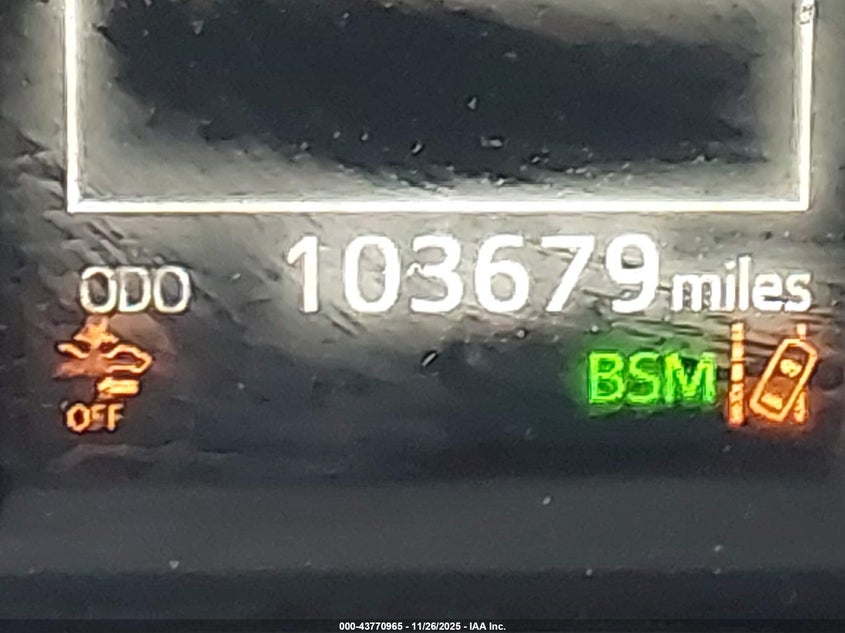 ODO 103679 miles
OFF BSM
000-43770965 - 11/26/2025 - IAA Inc.